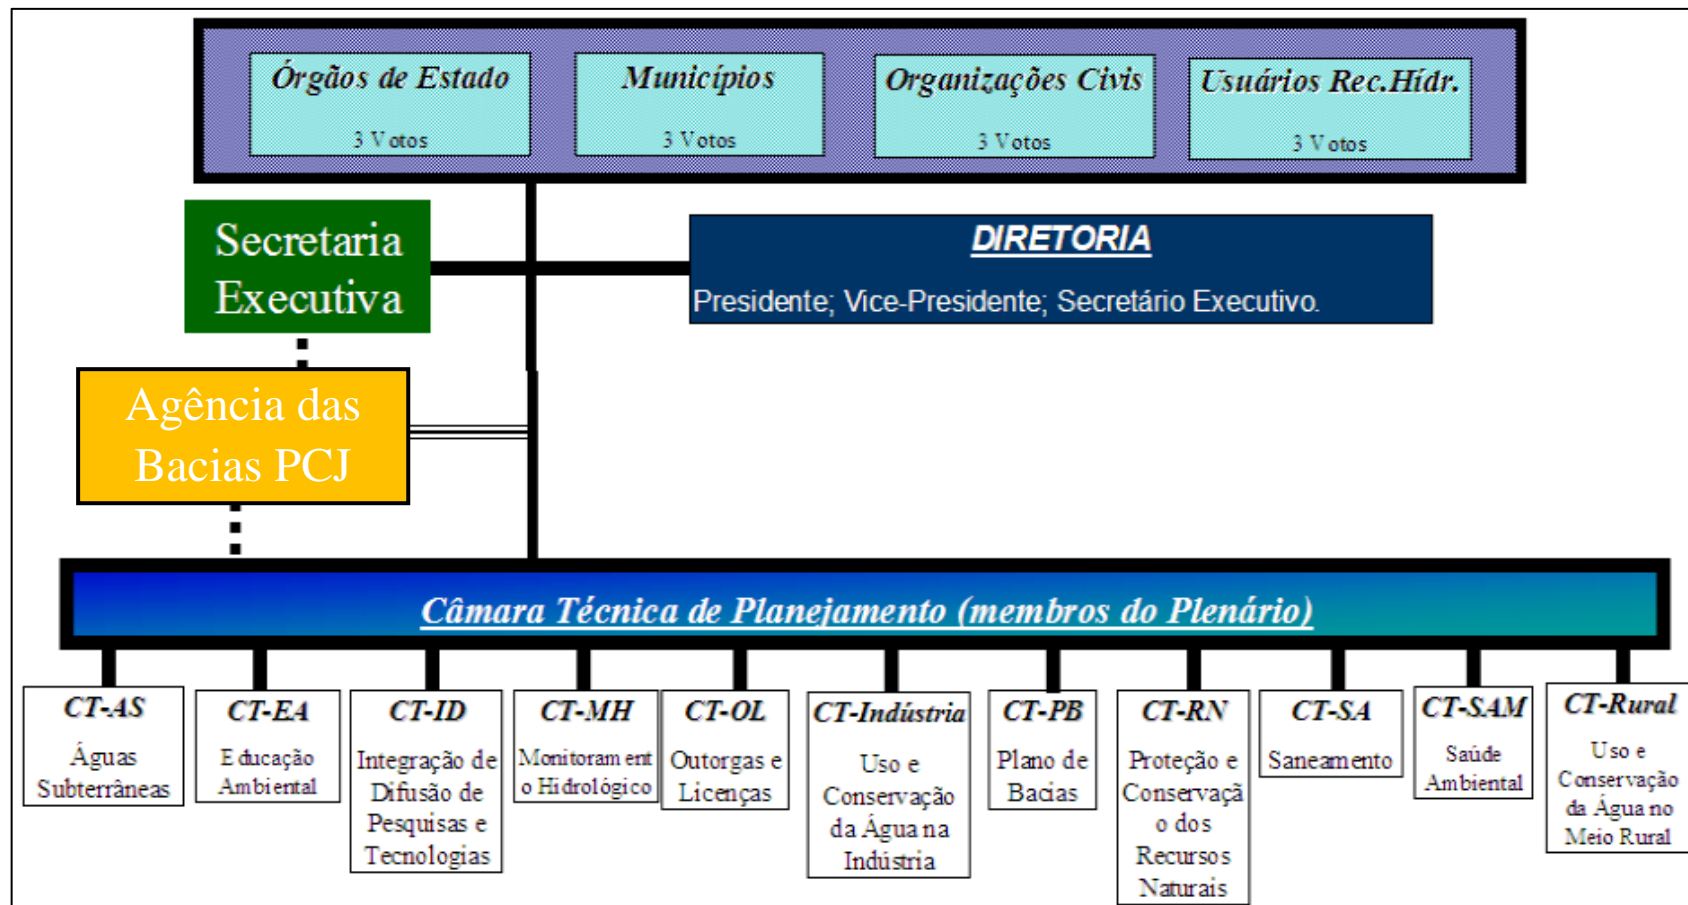 Órgãos de Estado
3 Votos
Municípios
3 Votos
Organizações Civis
3 Votos
Usuários Rec.Hídr.
3 Votos
Secretaria
Executiva
DIRETORIA
Presidente; Vice-Presidente; Secretário Executivo.
Agência das
Bacias PCJ
Câmara Técnica de Planejamento (membros do Plenário)
CT-AS
Águas
Subterrâneas
CT-EA
Educação
Ambiental
CT-ID
Integração de
Difusão de
Pesquisas e
Tecnologias
CT-MH
Monitorament
o Hidrológico
CT-OL
Outorgas e
Licenças
CT-Indústria
Uso e
Conservação
da Água na
Indústria
CT-PB
Plano de
Bacias
CT-RN
Proteção e
Conservaçã
o dos
Recursos
Naturais
CT-SA
Saneamento
CT-SAM
Saúde
Ambiental
CT-Rural
Uso e
Conservação
da Água no
Meio Rural